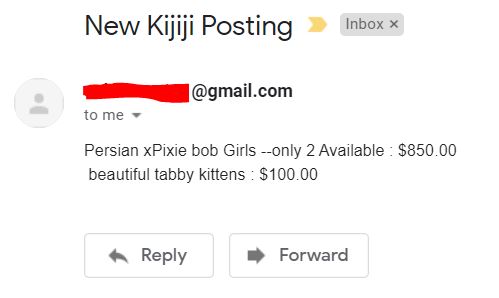 New Kijiji Posting
Inbox ×
@gmail.com
to me
Persian xPixie bob Girls --only 2 Available : $850.00
beautiful tabby kittens : $100.00
Reply
Forward